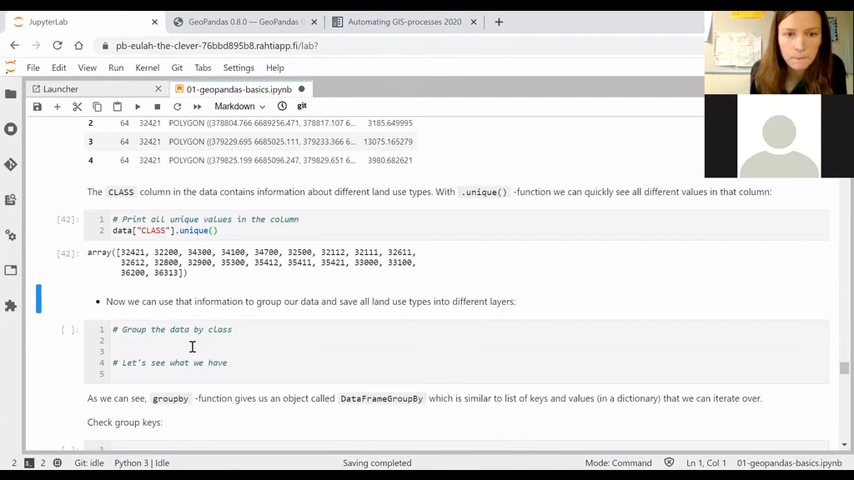 JupyterLab
GeoPandas 0.8.0 — GeoPandas 0.8.0
Automating GIS-processes 2020
https://pb-eulah-the-clever-76bbd895b8.rahtiapp.fi/lab?
File Edit View Run Kernel Git Tabs Settings Help
Launcher
01-geopandas-basics.ipynb
Markdown
git
2 64 32421 POLYGON ((378804.766 6689256.471, 378817.107 6... 3185.649995
3 64 32421 POLYGON ((379229.695 6685025.111, 379233.366 6... 13075.165279
4 64 32421 POLYGON ((379825.199 6685096.247, 379829.651 6... 3980.682621
The CLASS column in the data contains information about different land use types. With .unique() -function we can quickly see all different values in that column:
[42]:
1 # Print all unique values in the column
2 data["CLASS"].unique()
[42]:
array([32421, 32200, 34300, 34100, 34700, 32500, 32112, 32111, 32611,
32612, 32800, 32900, 35300, 35412, 35411, 35421, 33000, 33100,
36200, 36313])
• Now we can use that information to group our data and save all land use types into different layers:
[ ]:
1 # Group the data by class
2
3
4 # Let's see what we have
5
As we can see, groupby -function gives us an object called DataFrameGroupBy which is similar to list of keys and values (in a dictionary) that we can iterate over.
Check group keys:
[ ]:
1
2 2 Git: idle Python 3 | Idle Saving completed Mode: Command Ln 1, Col 1 01-geopandas-basics.ipynb